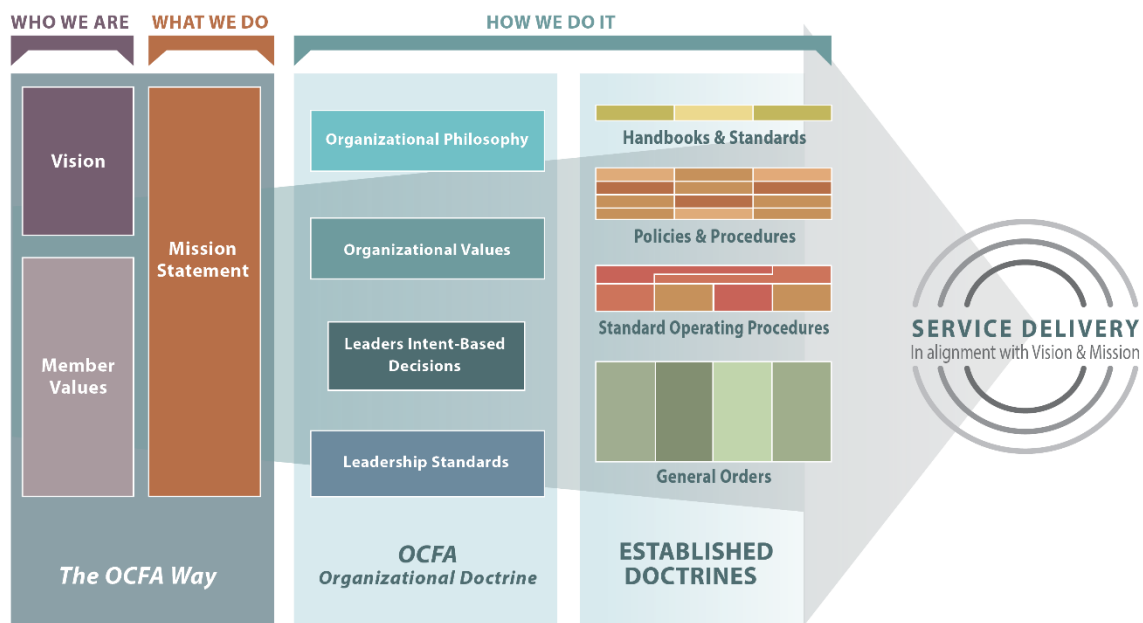 WHO WE ARE
WHAT WE DO
HOW WE DO IT
Vision
Member
Values
Mission
Statement
The OCFA Way
Organizational Philosophy
Organizational Values
Leaders Intent-Based
Decisions
Leadership Standards
OCFA
Organizational Doctrine
Handbooks & Standards
Policies & Procedures
Standard Operating Procedures
General Orders
ESTABLISHED
DOCTRINES
SERVICE DELIVERY
In alignment with Vision & Mission